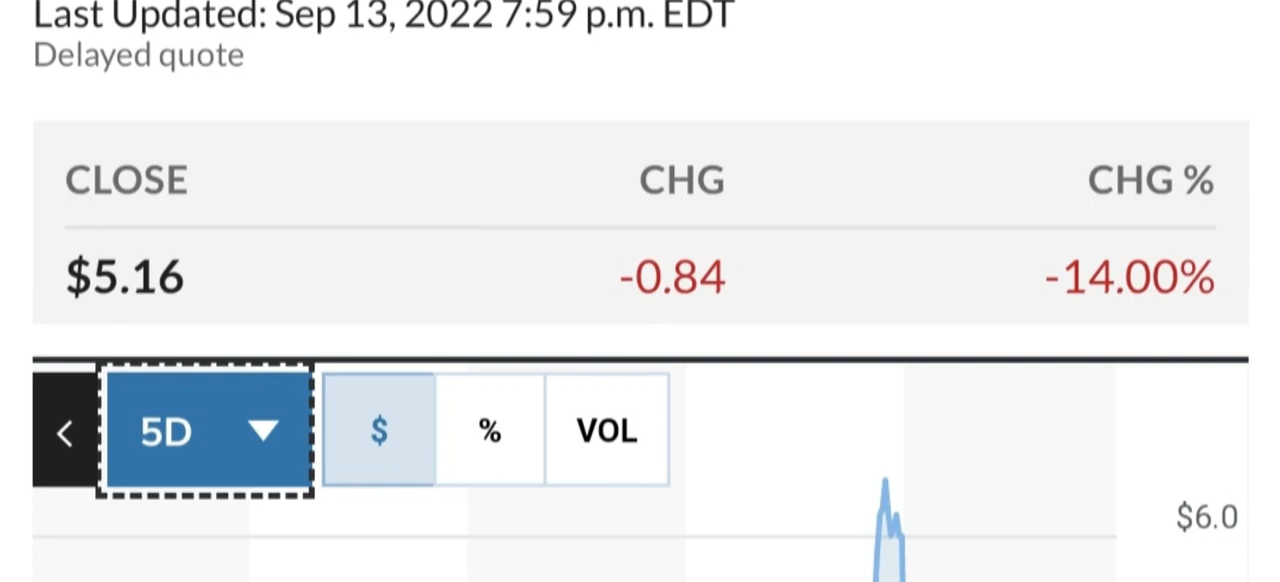 Last Updated: Sep 13, 2022 7:59 p.m. EDT
Delayed quote
CLOSE CHG CHG %
$5.16 -0.84 -14.00%
5D $ % VOL
$6.0